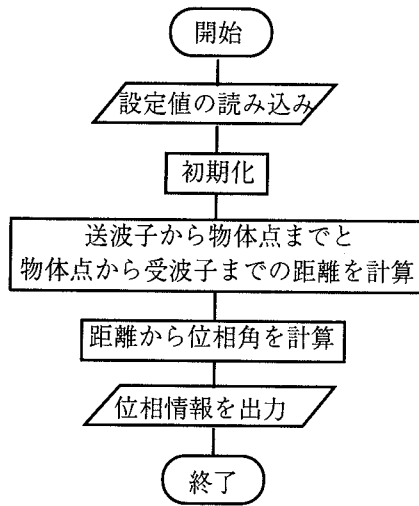 開始
設定値の読み込み
初期化
送波子から物体点までと
物体点から受波子までの距離を計算
距離から位相角を計算
位相情報を出力
終了